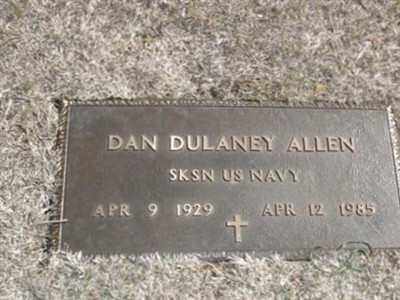 DAN DULANEY ALLEN
SKSN US NAVY
APR 9 1929 APR 12 1985